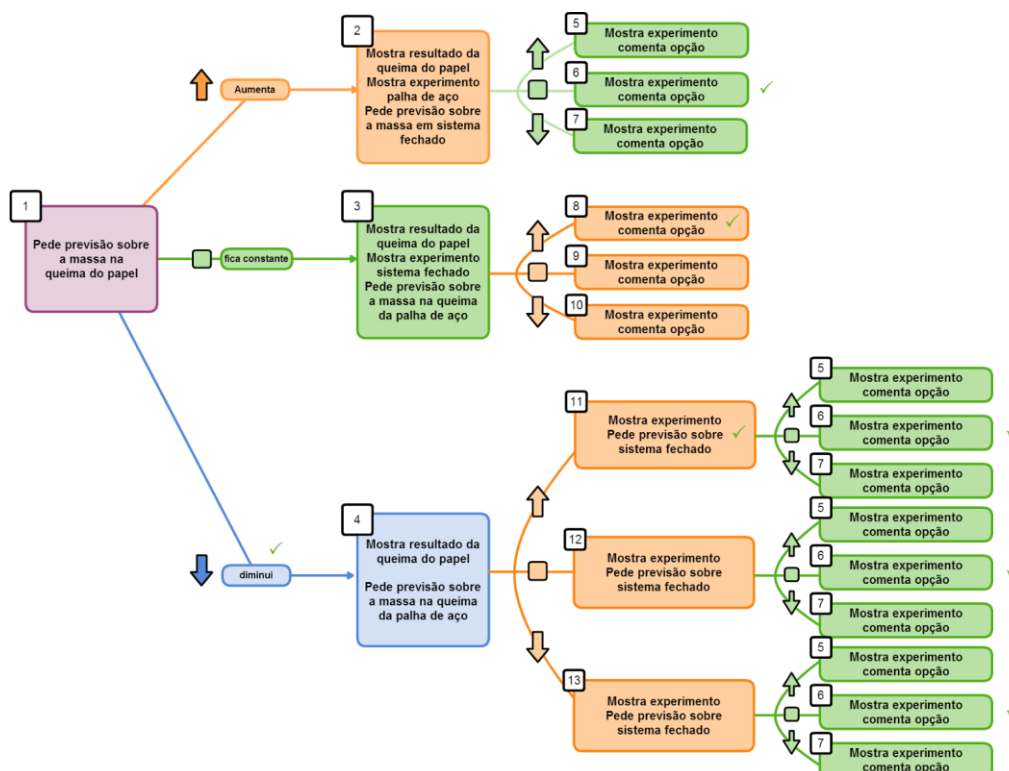 1
Pede previsão sobre
a massa na
queima do papel
Aumenta
2
Mostra resultado da
queima do papel
Mostra experimento
palha de aço
Pede previsão sobre
a massa em sistema
fechado
5
Mostra experimento
comenta opção
6
Mostra experimento
comenta opção
7
Mostra experimento
comenta opção
fica constante
3
Mostra resultado da
queima do papel
Mostra experimento
sistema fechado
Pede previsão sobre
a massa na queima
da palha de aço
8
Mostra experimento
comenta opção
9
Mostra experimento
comenta opção
10
Mostra experimento
comenta opção
diminui
4
Mostra resultado da
queima do papel
Pede previsão sobre
a massa na queima
da palha de aço
11
Mostra experimento
Pede previsão sobre
sistema fechado
5
Mostra experimento
comenta opção
6
Mostra experimento
comenta opção
7
Mostra experimento
comenta opção
12
Mostra experimento
Pede previsão sobre
sistema fechado
5
Mostra experimento
comenta opção
6
Mostra experimento
comenta opção
7
Mostra experimento
comenta opção
13
Mostra experimento
Pede previsão sobre
sistema fechado
5
Mostra experimento
comenta opção
6
Mostra experimento
comenta opção
7
Mostra experimento
comenta opção